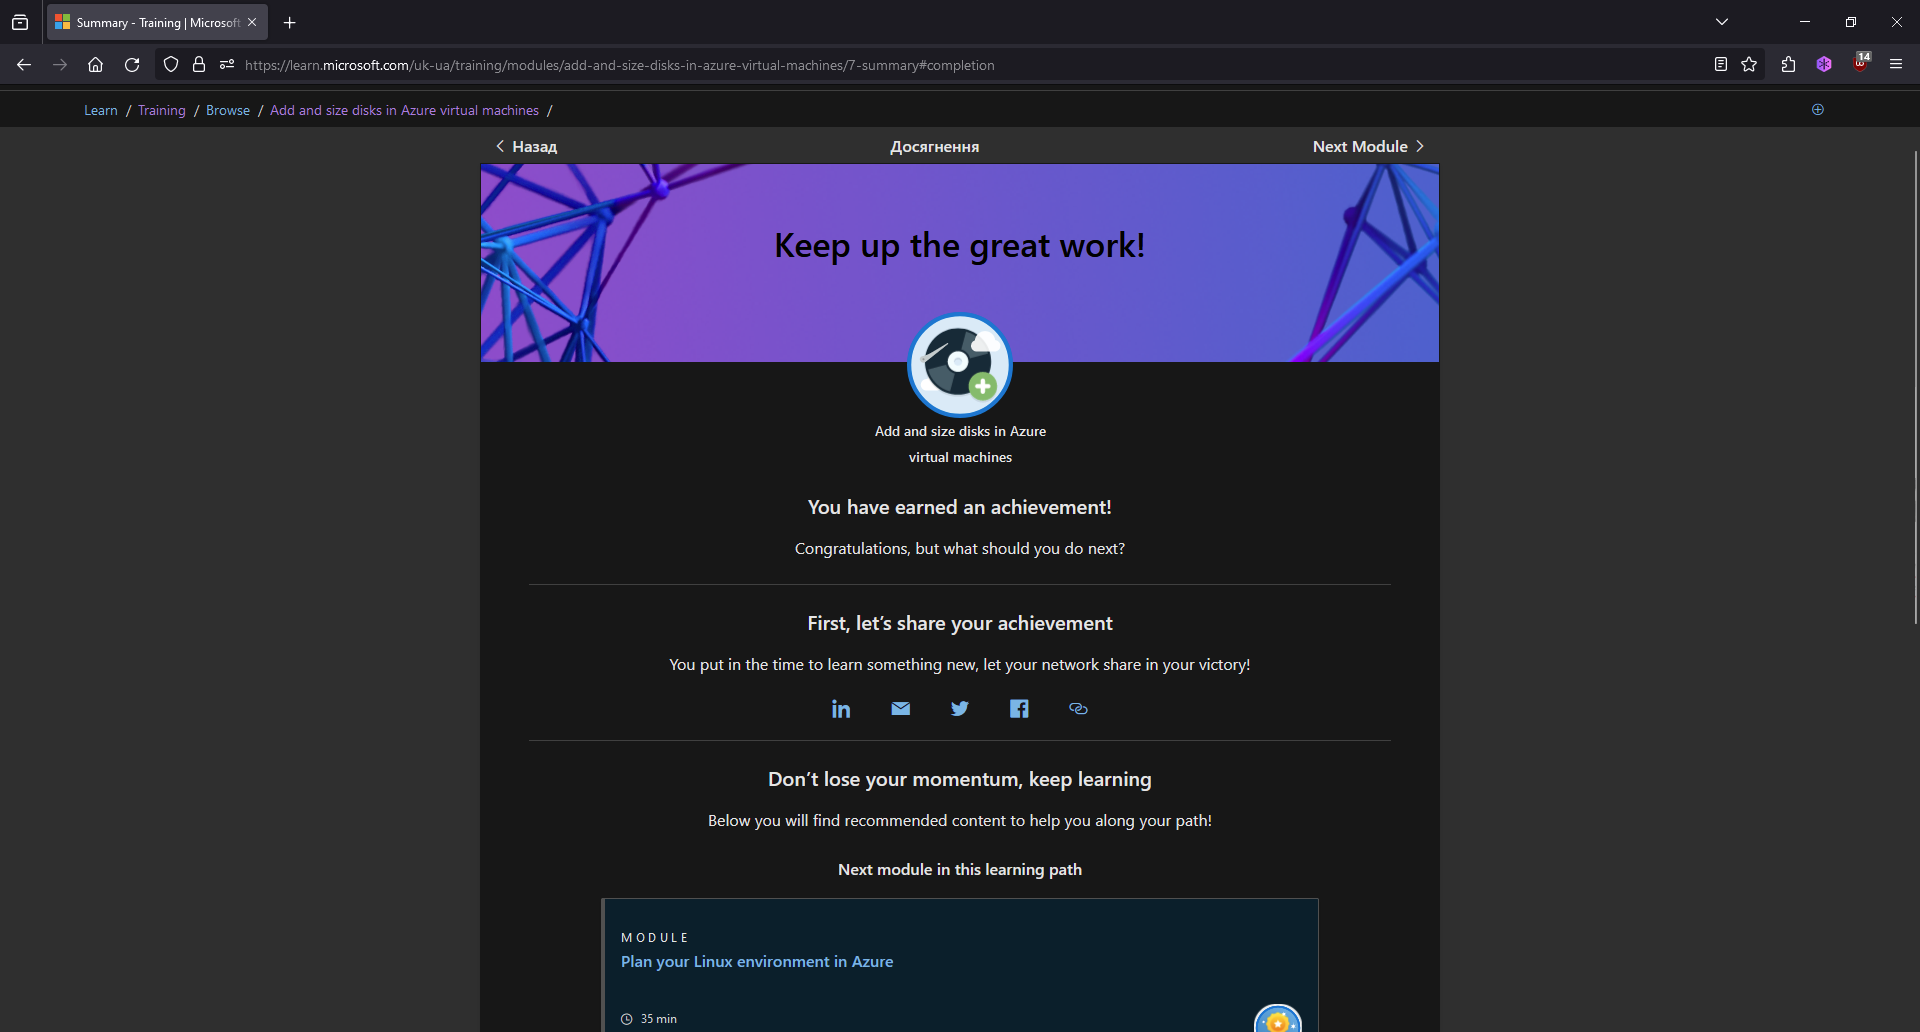 Summary - Training | Microsoft
https://learn.microsoft.com/uk-ua/training/modules/add-and-size-disks-in-azure-virtual-machines/7-summary#completion
14
Learn / Training / Browse / Add and size disks in Azure virtual machines /
Назад
Досягнення
Next Module
Keep up the great work!
Add and size disks in Azure
virtual machines
You have earned an achievement!
Congratulations, but what should you do next?
First, let’s share your achievement
You put in the time to learn something new, let your network share in your victory!
Don’t lose your momentum, keep learning
Below you will find recommended content to help you along your path!
Next module in this learning path
MODULE
Plan your Linux environment in Azure
35 min